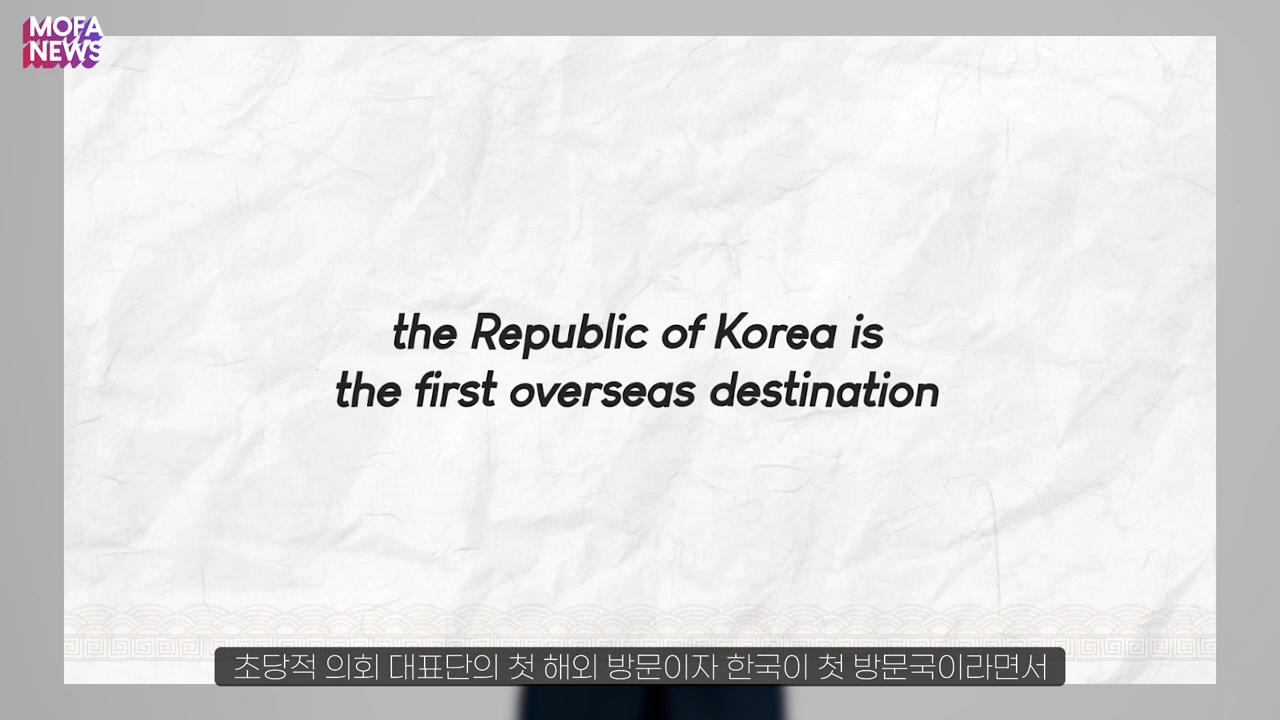 MOFA
NEWS
the Republic of Korea is
the first overseas destination
초당적 의회 대표단의 첫 해외 방문이자 한국이 첫 방문국이라면서